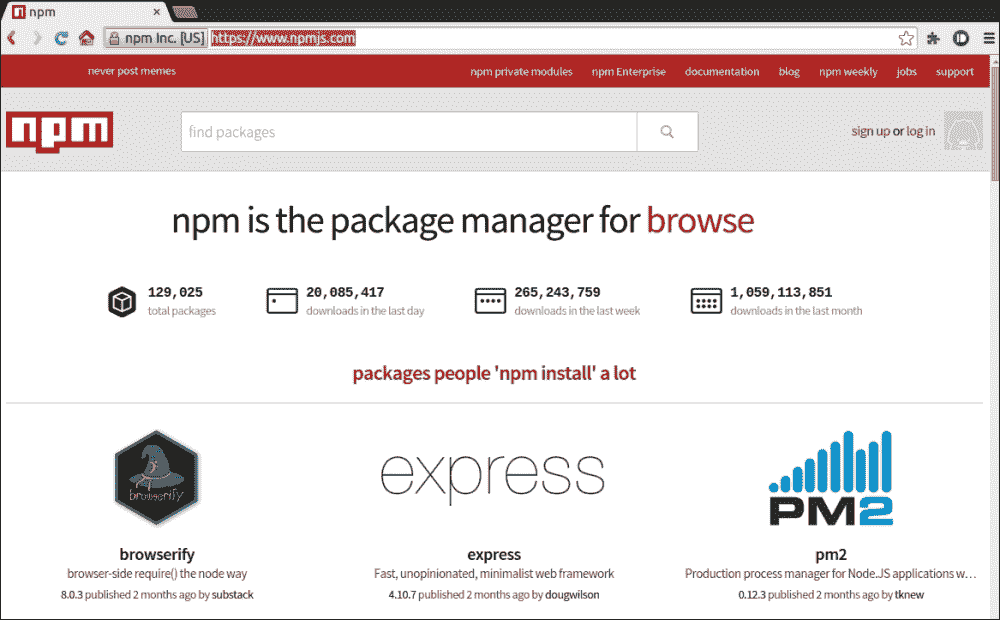 npm
npm Inc. [US] https://www.npmjs.com
never post memes npm private modules npm Enterprise documentation blog npm weekly jobs support
npm find packages sign up or log in
npm is the package manager for browse
129,025 20,085,417 265,243,759 1,059,113,851
total packages downloads in the last day downloads in the last week downloads in the last month
packages people 'npm install' a lot
browserify express PM2
browserify express pm2
browser-side require() the node way Fast, unopinionated, minimalist web framework Production process manager for Node.JS applications w…
8.0.3 published 2 months ago by substack 4.10.7 published 2 months ago by dougwilson 0.12.3 published 2 months ago by tknew